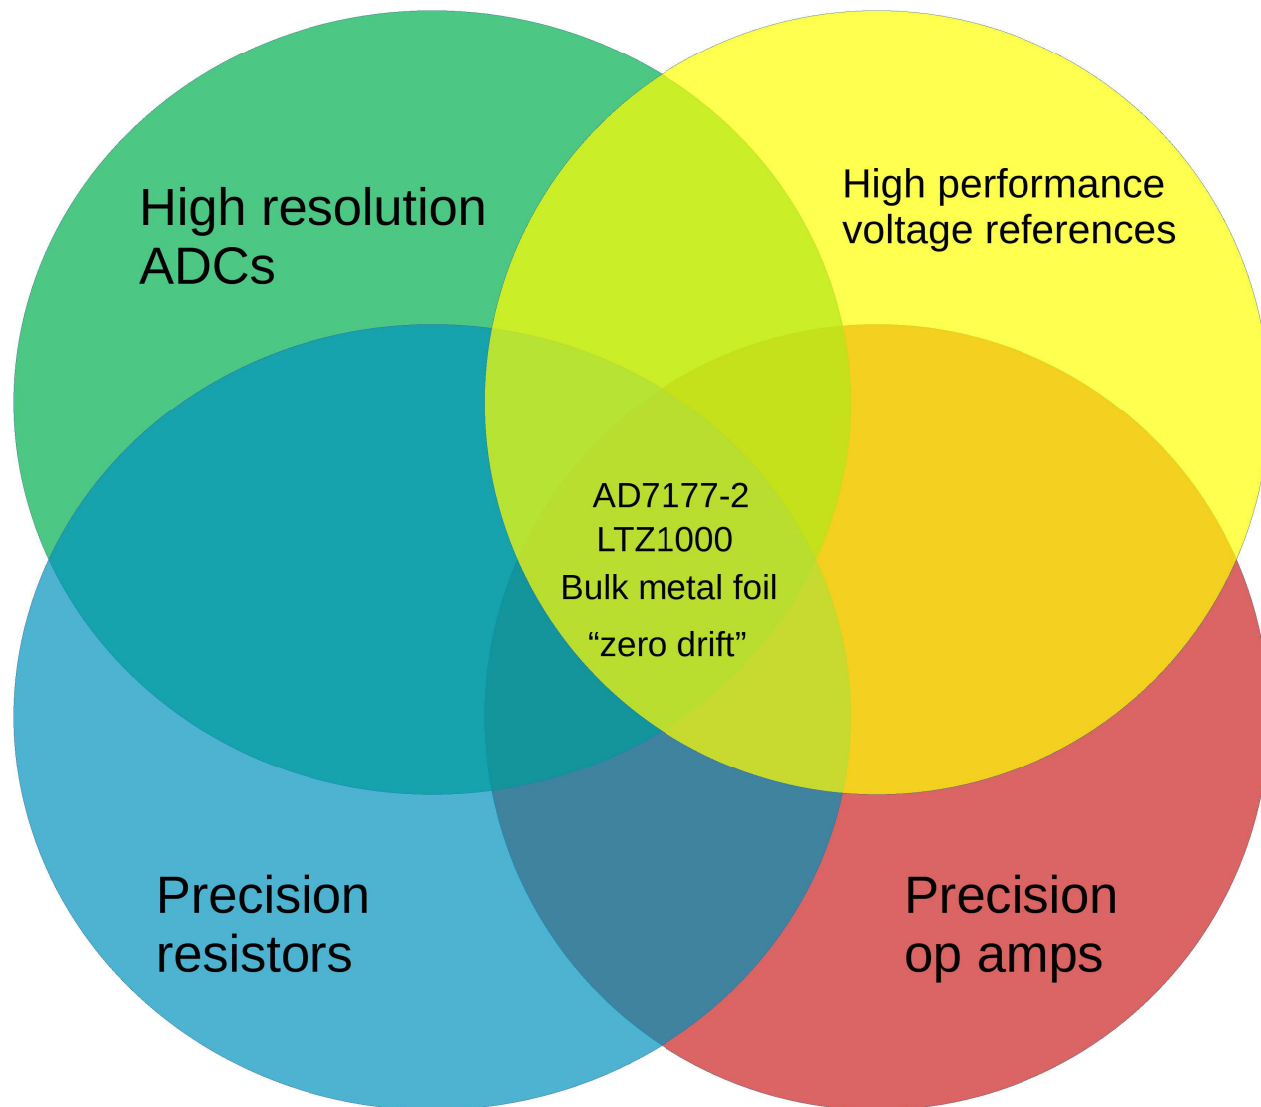 High resolution
ADCs
High performance
voltage references
AD7177-2
LTZ1000
Bulk metal foil
“zero drift”
Precision
resistors
Precision
op amps